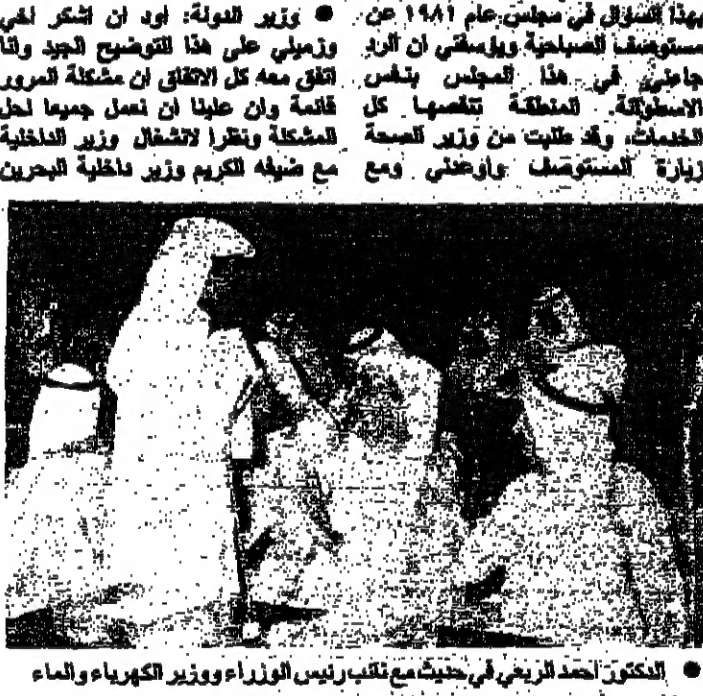 بهذا السؤال في مجلس عام ١٩٨١ عن
مستوصف الصباحية ويؤسفني ان الرد
جاءني في هذا المجلس بنفس
الاسطوانة. المنطقة تنقصها كل
الخدمات، وقد طلبت من وزير الصحة
زيارة المستوصف واوعدني ومع
● وزير الدولة: اود ان اشكر اخي
وزميلي على هذا التوضيح الجيد وانا
اتفق معه كل الاتفاق ان مشكلة المرور
قائمة وان علينا ان نعمل جميعا لحل
المشكلة ونظرا لانشغال وزير الداخلية
مع ضيفه الكريم وزير داخلية البحرين
● الدكتور احمد الربعي في حديث مع نائب رئيس الوزراء ووزير الكهرباء والماء